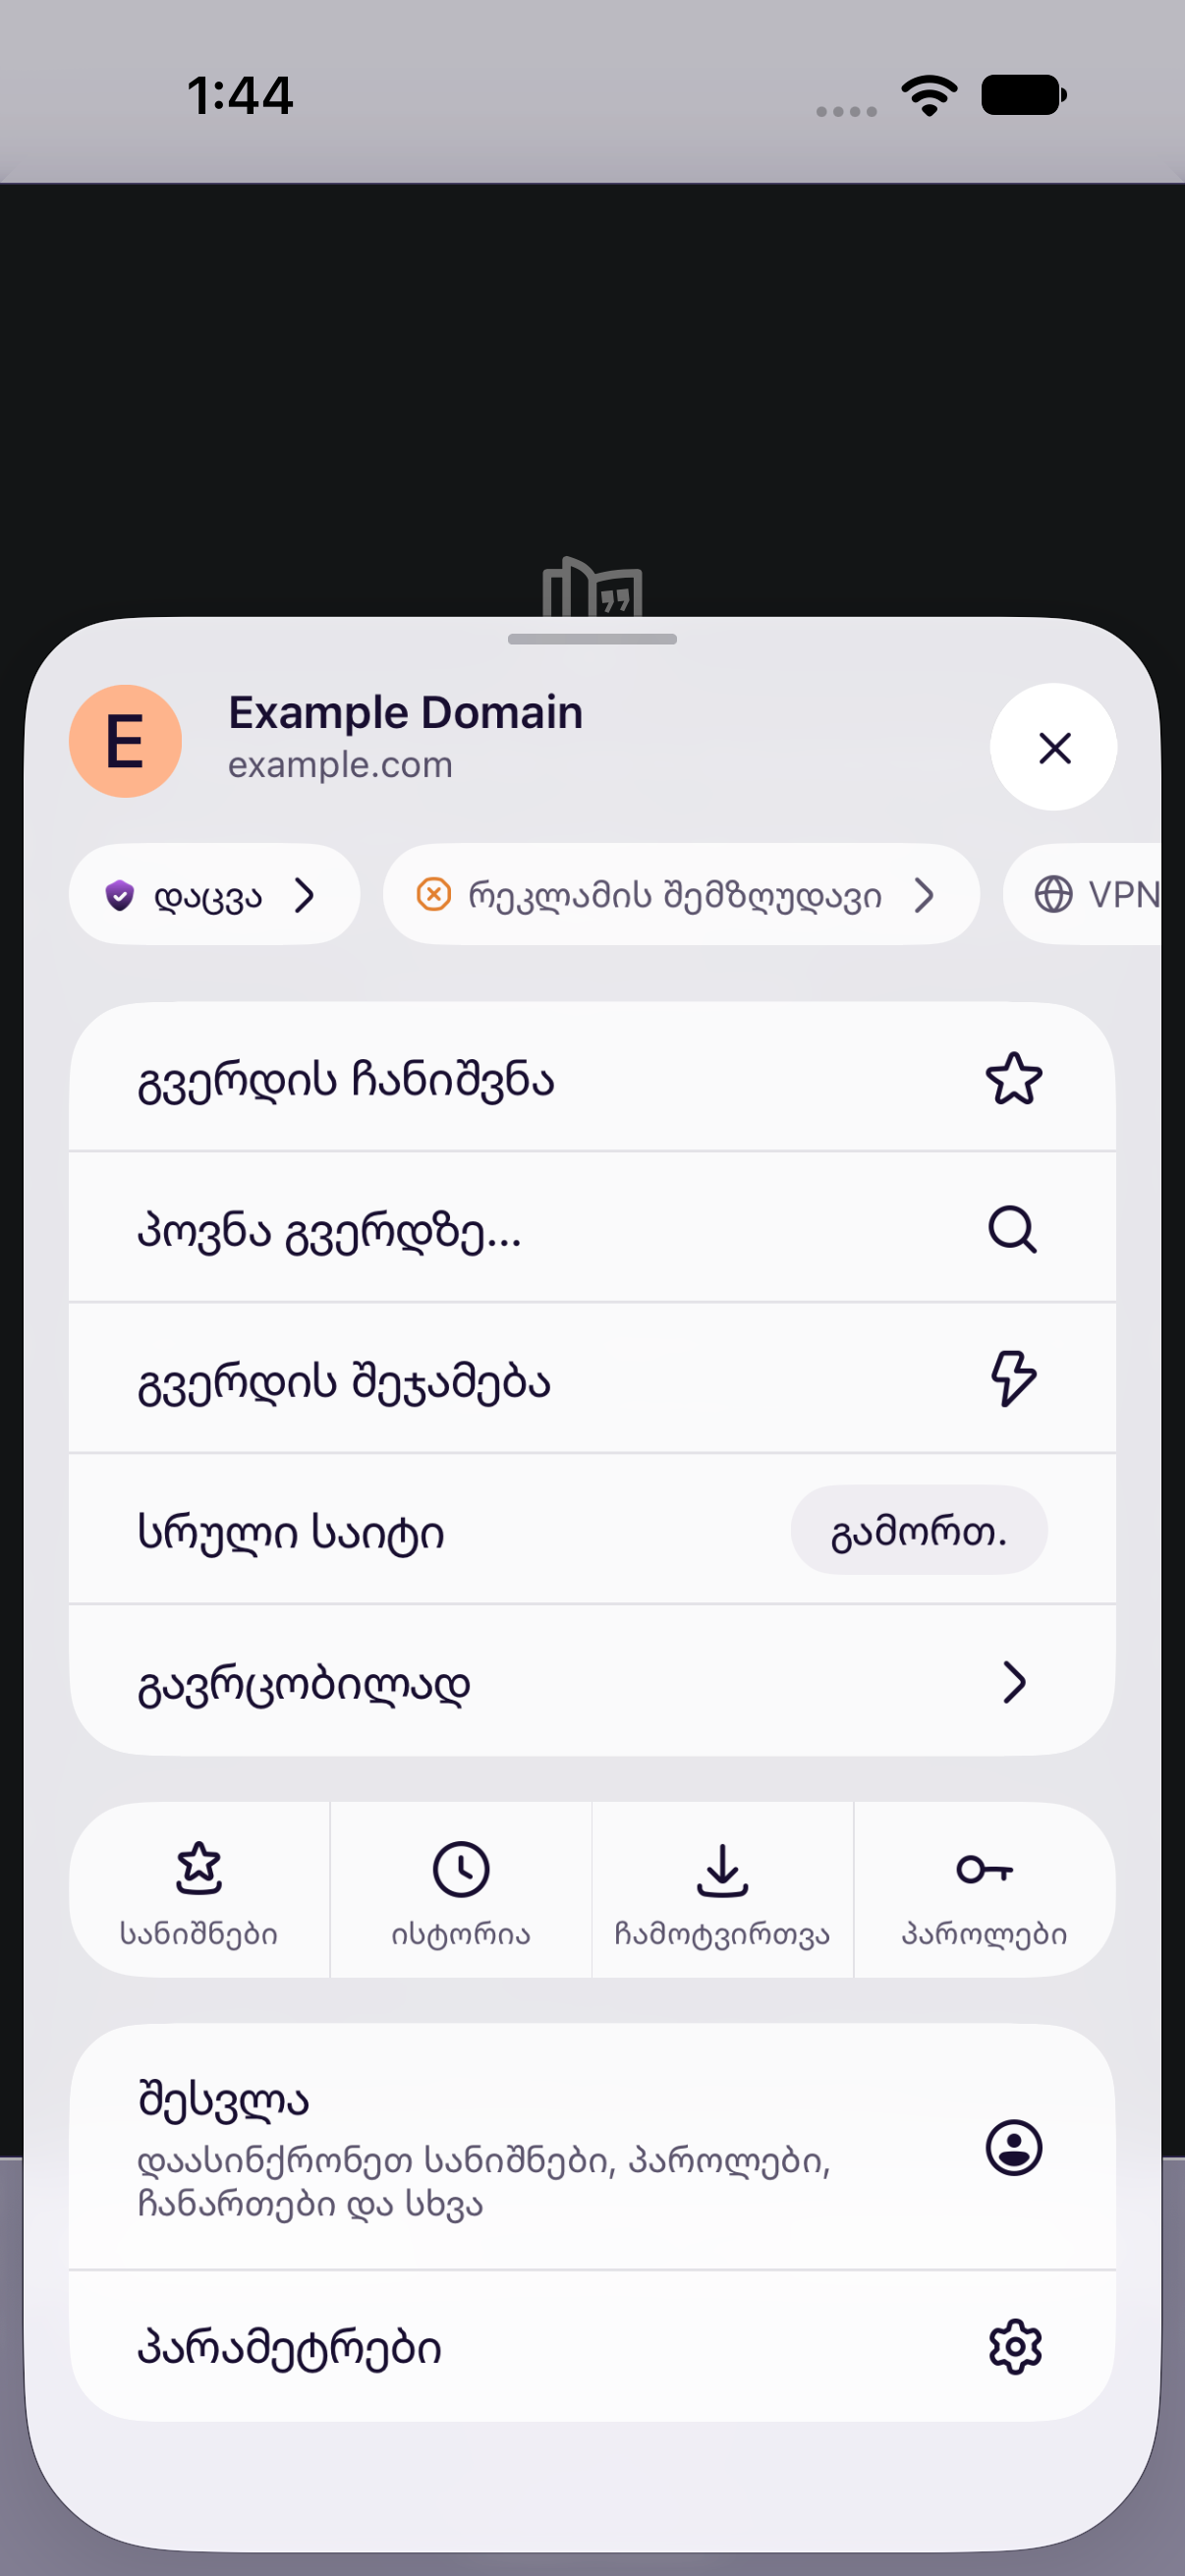 1:44
E
Example Domain
example.com
დაცვა
რეკლამის შემზღუდავი
VPN
გვერდის ჩანიშვნა
პოვნა გვერდზე...
გვერდის შეჯამება
სრული საიტი
გამორთ.
გავრცობილად
სანიშნები
ისტორია
ჩამოტვირთვა
პაროლები
შესვლა
დაასინქრონეთ სანიშნები, პაროლები,
ჩანართები და სხვა
პარამეტრები